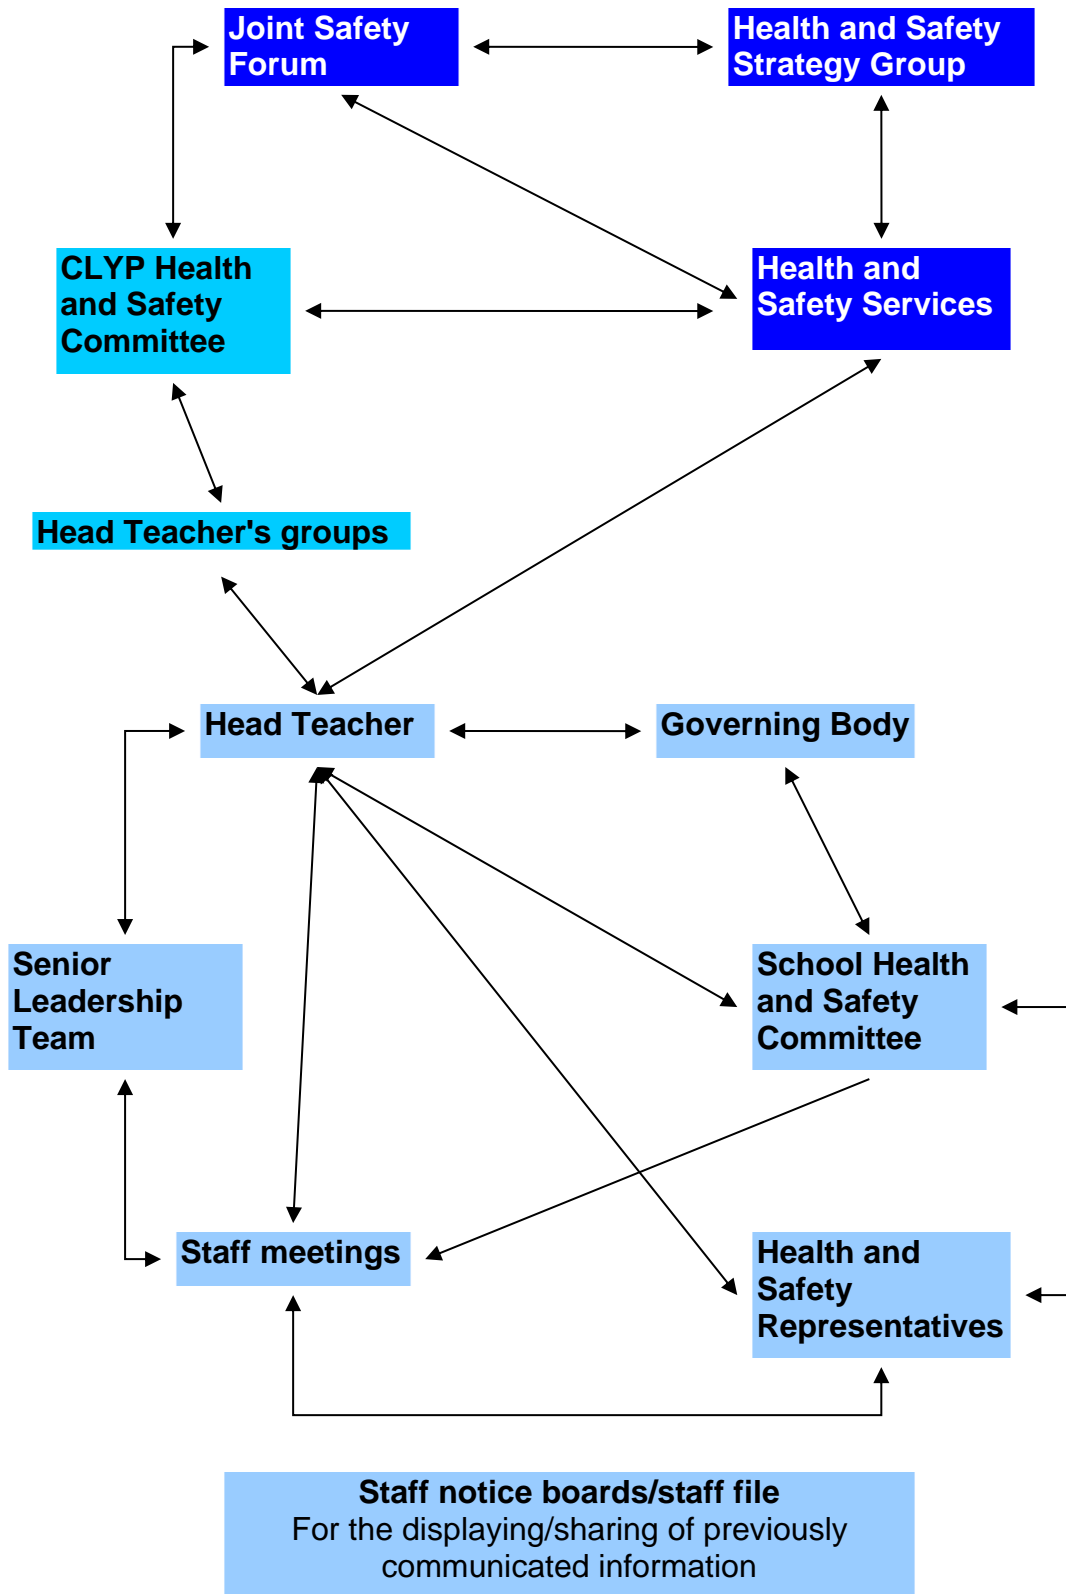 Joint Safety
Forum
Health and Safety
Strategy Group
CLYP Health
and Safety
Committee
Health and
Safety Services
Head Teacher's groups
Head Teacher
Governing Body
Senior
Leadership
Team
School Health
and Safety
Committee
Staff meetings
Health and
Safety
Representatives
Staff notice boards/staff file
For the displaying/sharing of previously
communicated information